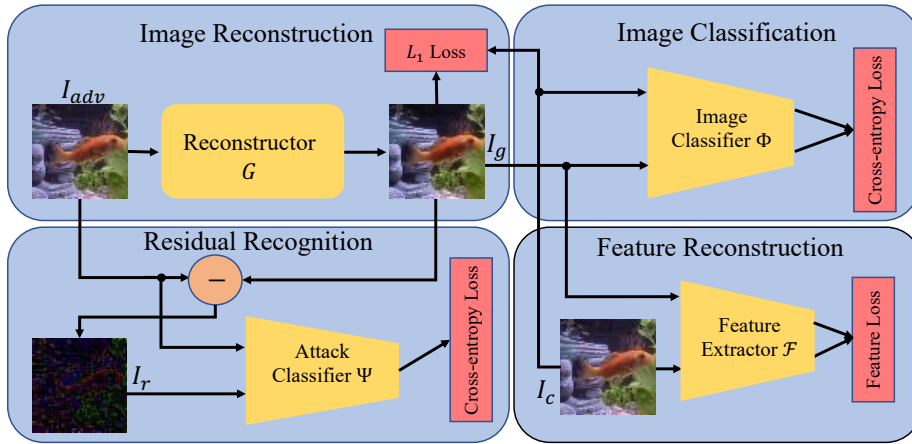 Image Reconstruction
L₁ Loss
I_adv
Reconstructor
G
I_g
Image Classification
Image
Classifier Φ
Cross-entropy Loss
Residual Recognition
−
I_r
Attack
Classifier Ψ
Cross-entropy Loss
Feature Reconstruction
I_c
Feature
Extractor ℱ
Feature Loss